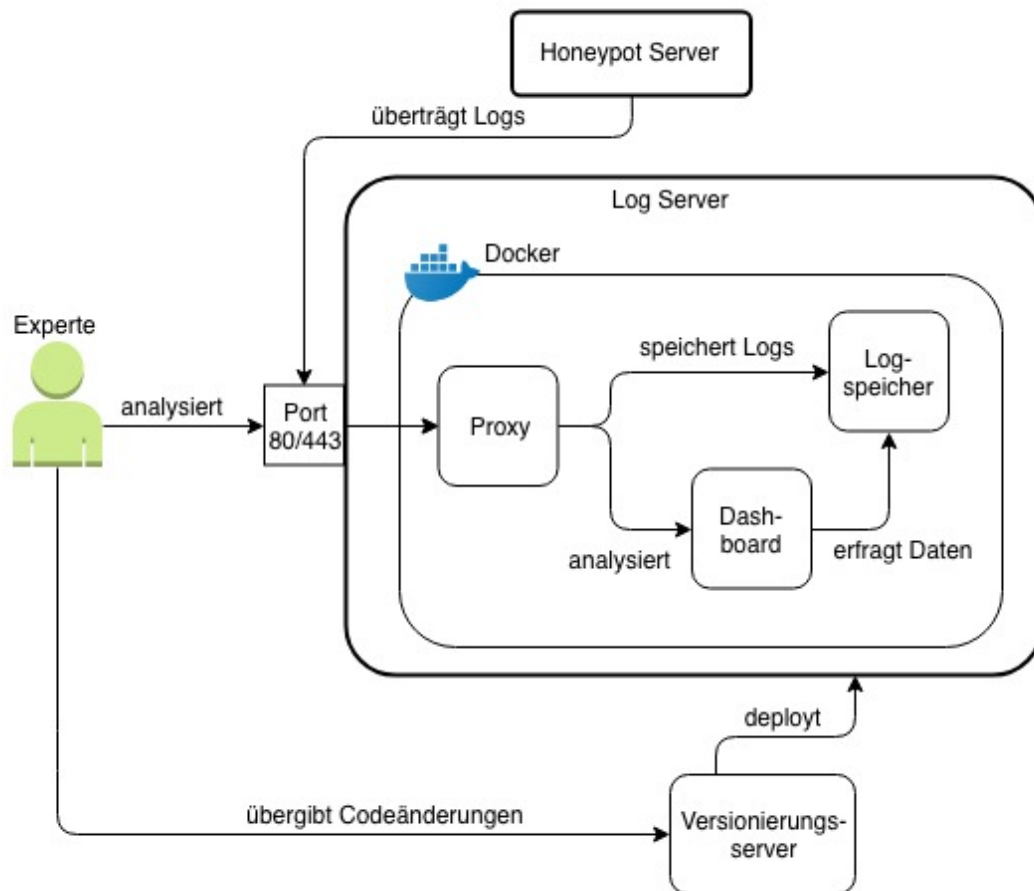 Honeypot Server
überträgt Logs
Log Server
Docker
Experte
speichert Logs
Log-
speicher
analysiert
Port
80/443
Proxy
Dash-
board
analysiert
erfragt Daten
deployt
übergibt Codeänderungen
Versionierungs-
server